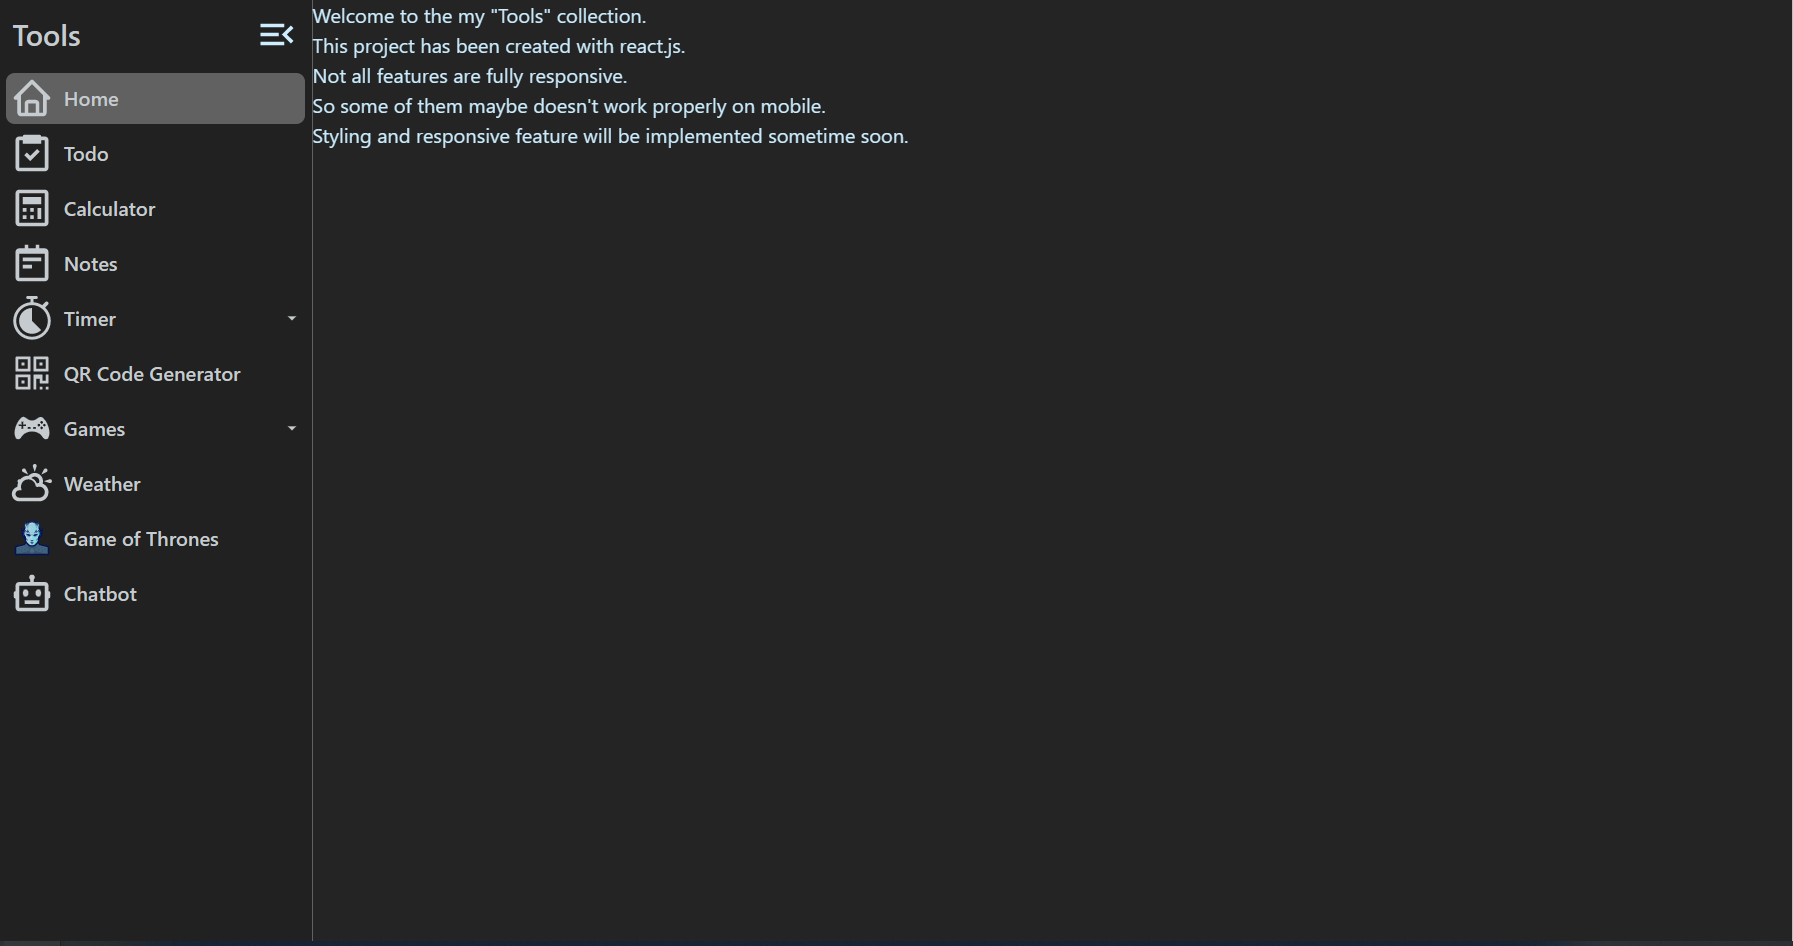 Tools
Home
Todo
Calculator
Notes
Timer
QR Code Generator
Games
Weather
Game of Thrones
Chatbot
Welcome to the my "Tools" collection.
This project has been created with react.js.
Not all features are fully responsive.
So some of them maybe doesn't work properly on mobile.
Styling and responsive feature will be implemented sometime soon.